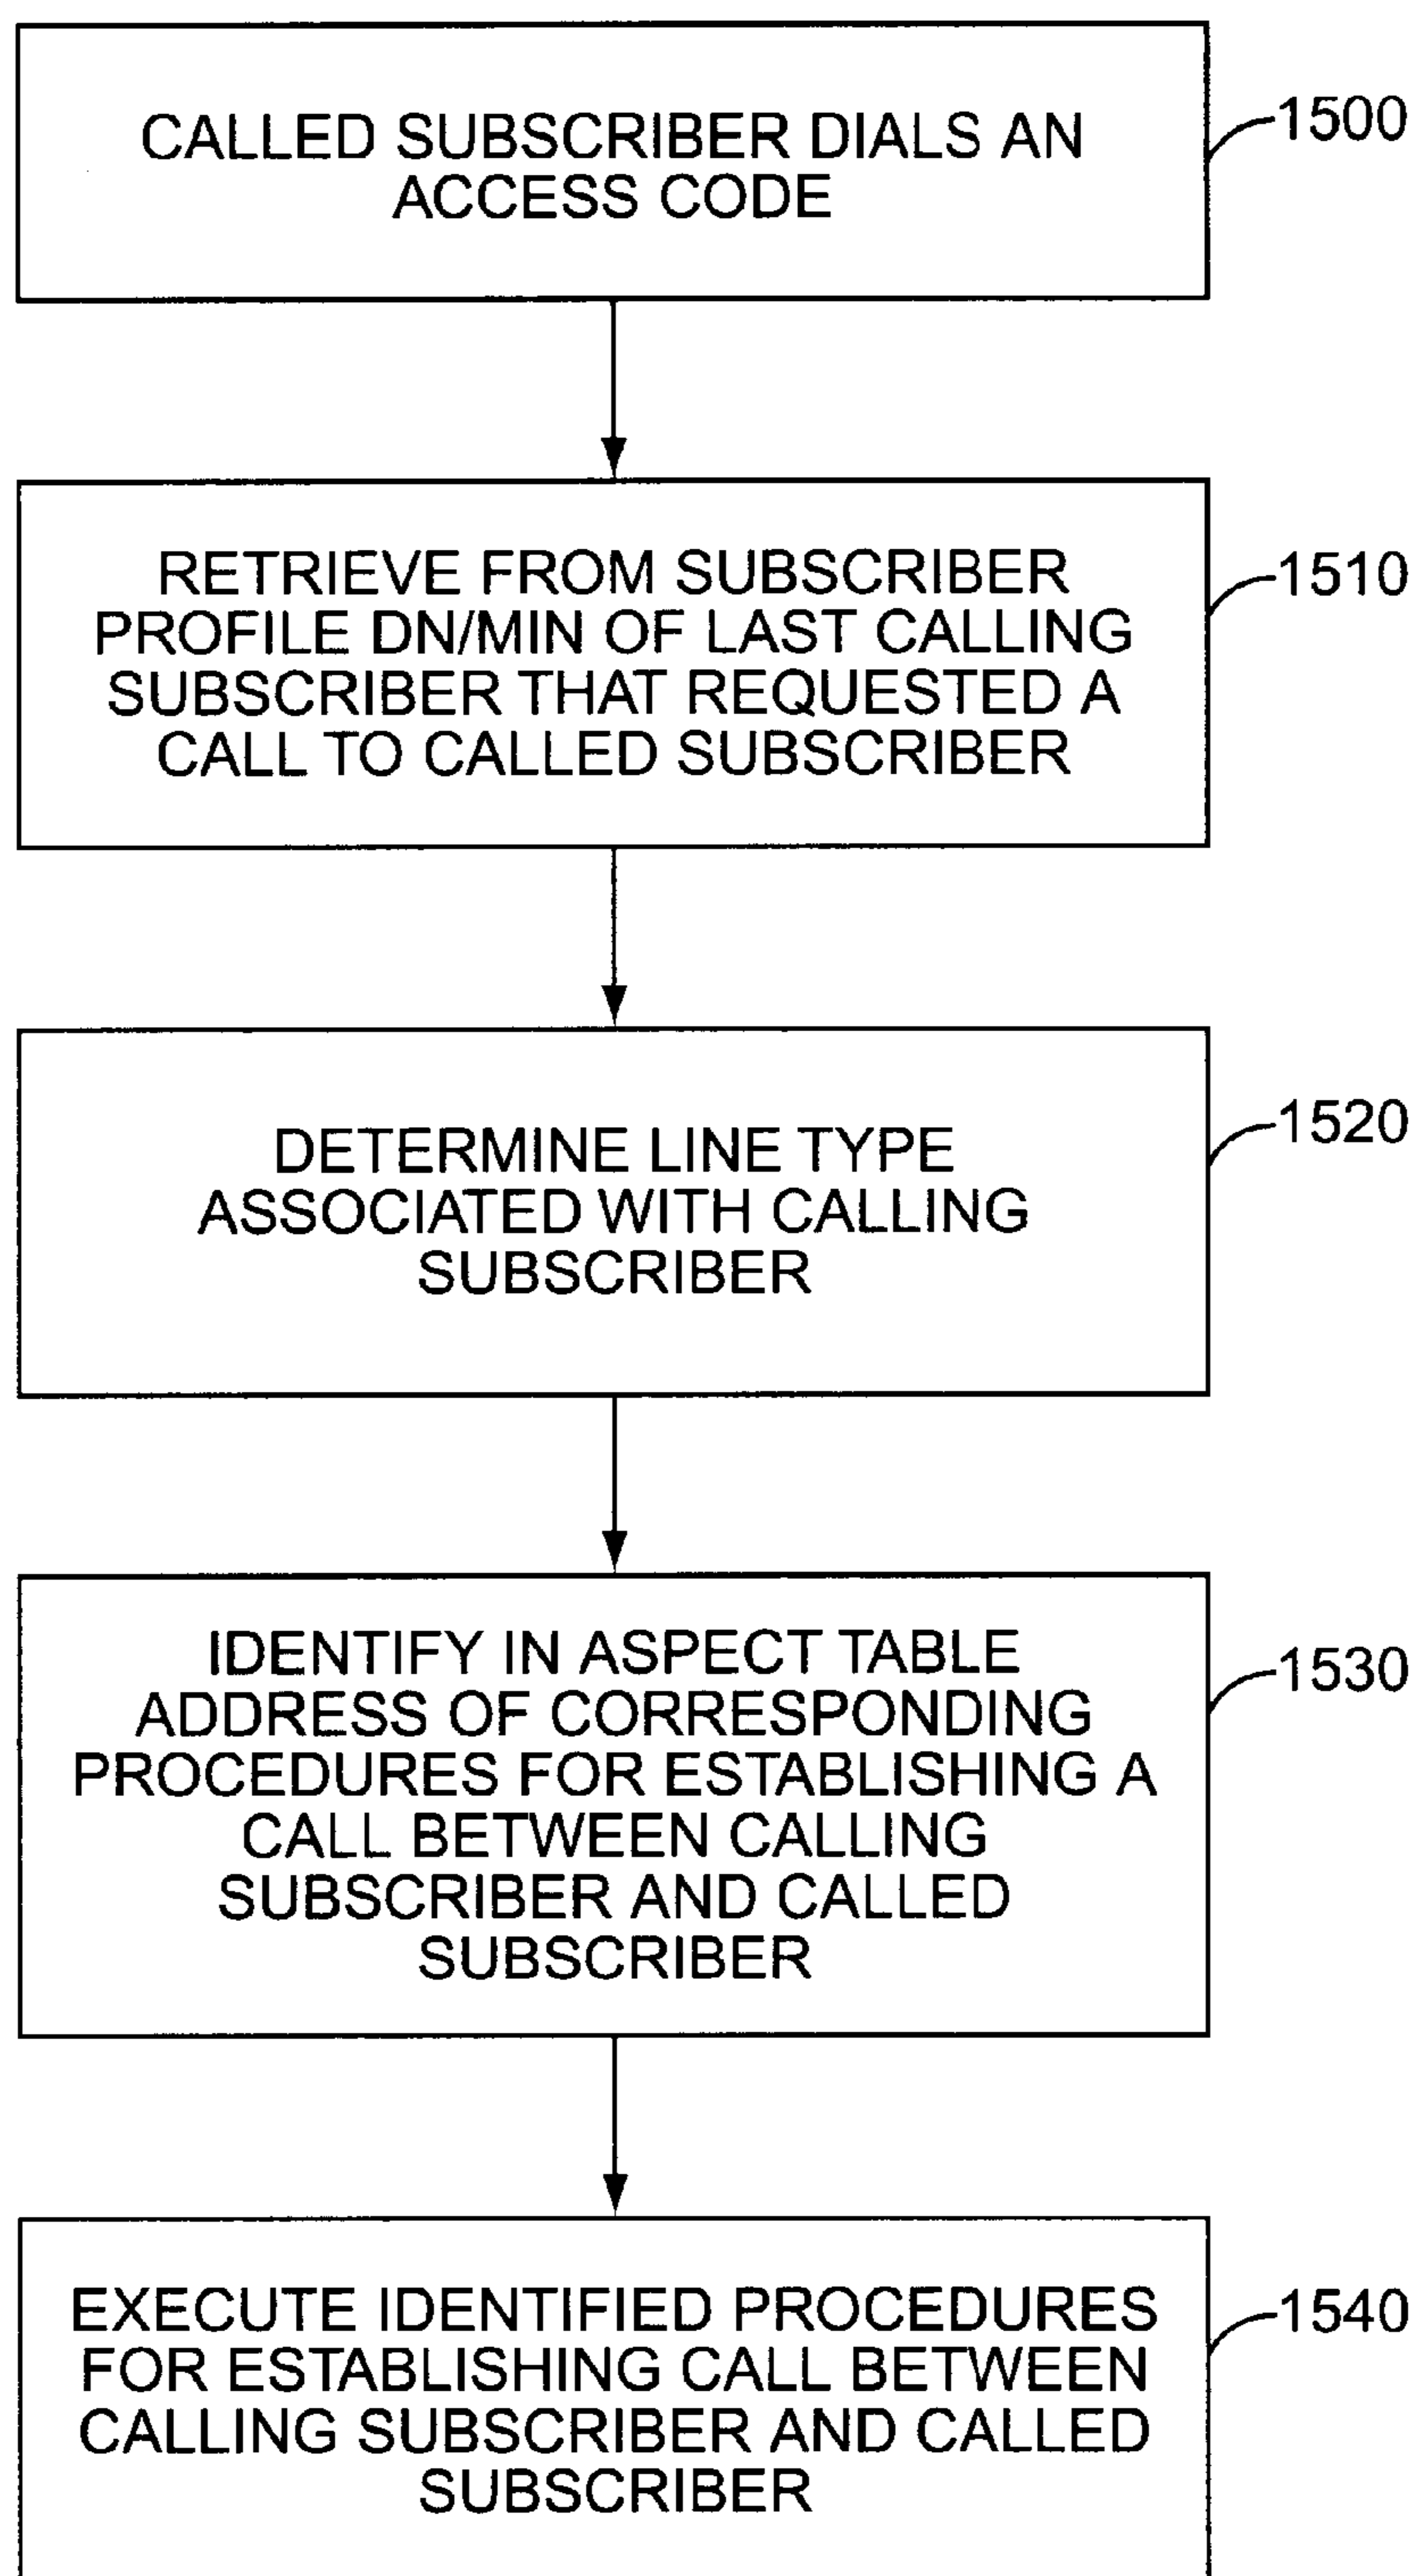 CALLED SUBSCRIBER DIALS AN
ACCESS CODE
1500
RETRIEVE FROM SUBSCRIBER
PROFILE DN/MIN OF LAST CALLING
SUBSCRIBER THAT REQUESTED A
CALL TO CALLED SUBSCRIBER
1510
DETERMINE LINE TYPE
ASSOCIATED WITH CALLING
SUBSCRIBER
1520
IDENTIFY IN ASPECT TABLE
ADDRESS OF CORRESPONDING
PROCEDURES FOR ESTABLISHING A
CALL BETWEEN CALLING
SUBSCRIBER AND CALLED
SUBSCRIBER
1530
EXECUTE IDENTIFIED PROCEDURES
FOR ESTABLISHING CALL BETWEEN
CALLING SUBSCRIBER AND CALLED
SUBSCRIBER
1540